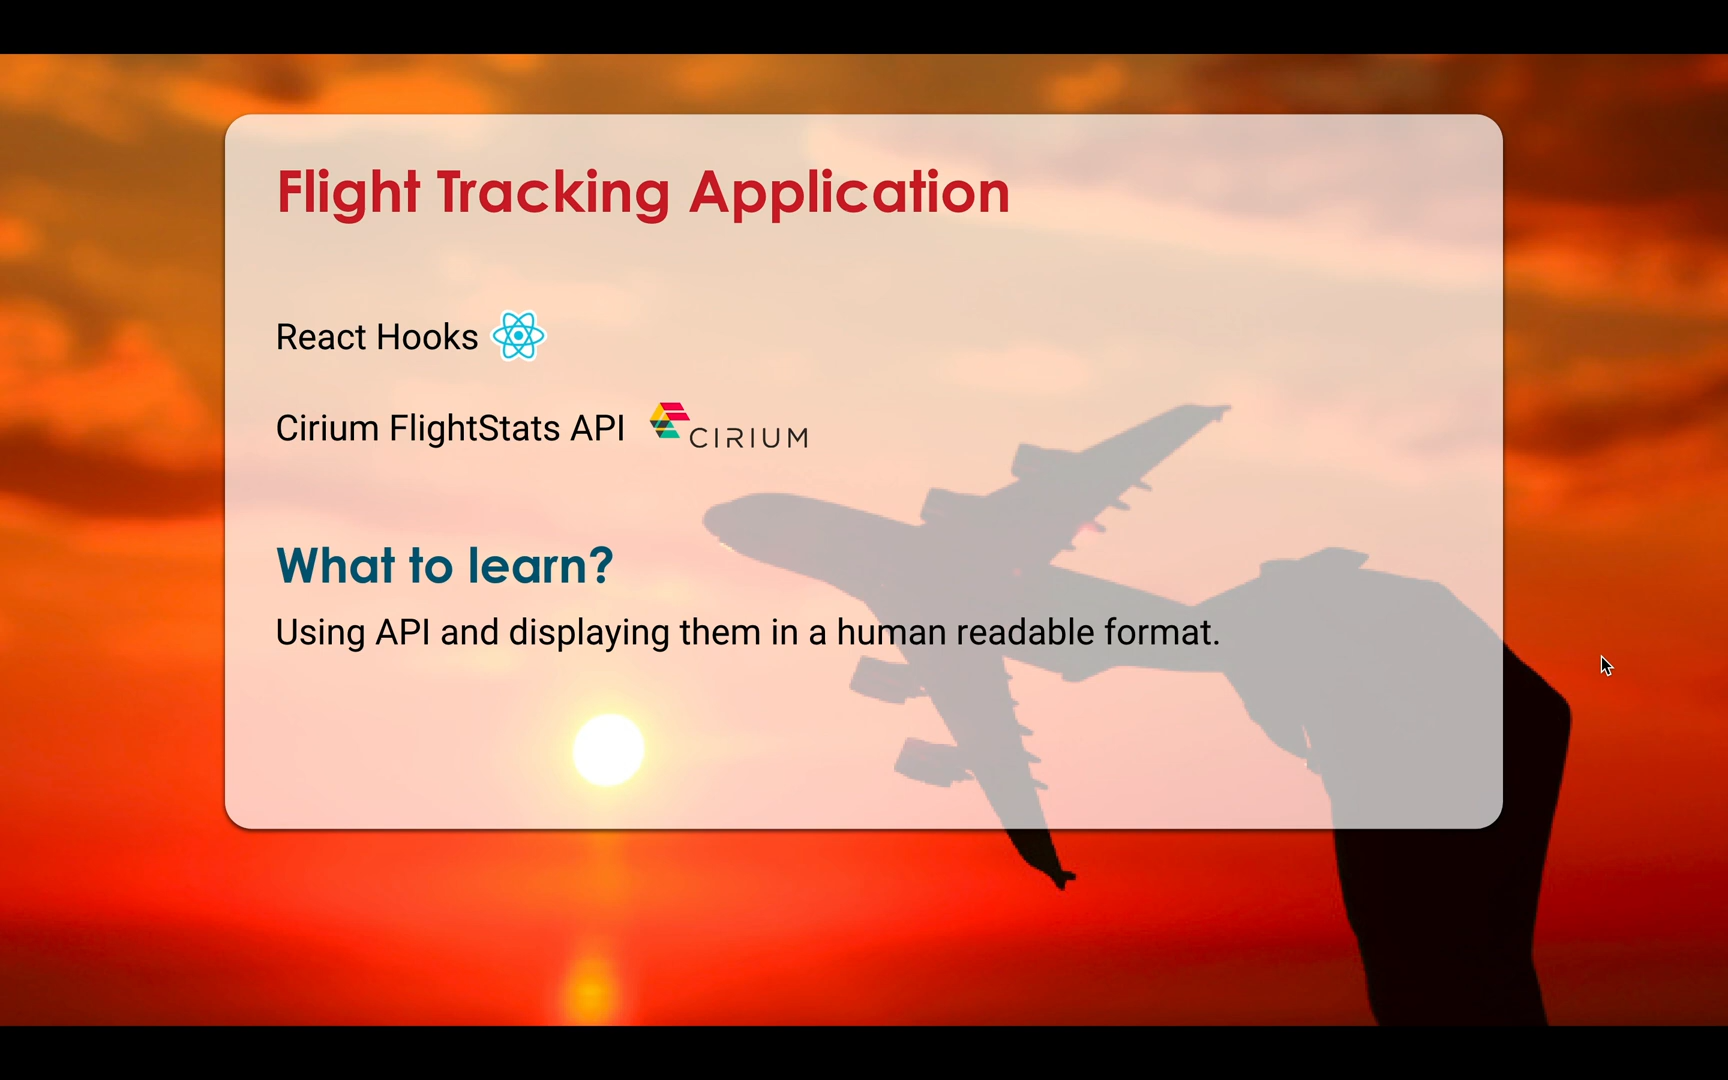 Flight Tracking Application
React Hooks
Cirium FlightStats API CIRIUM
What to learn?
Using API and displaying them in a human readable format.